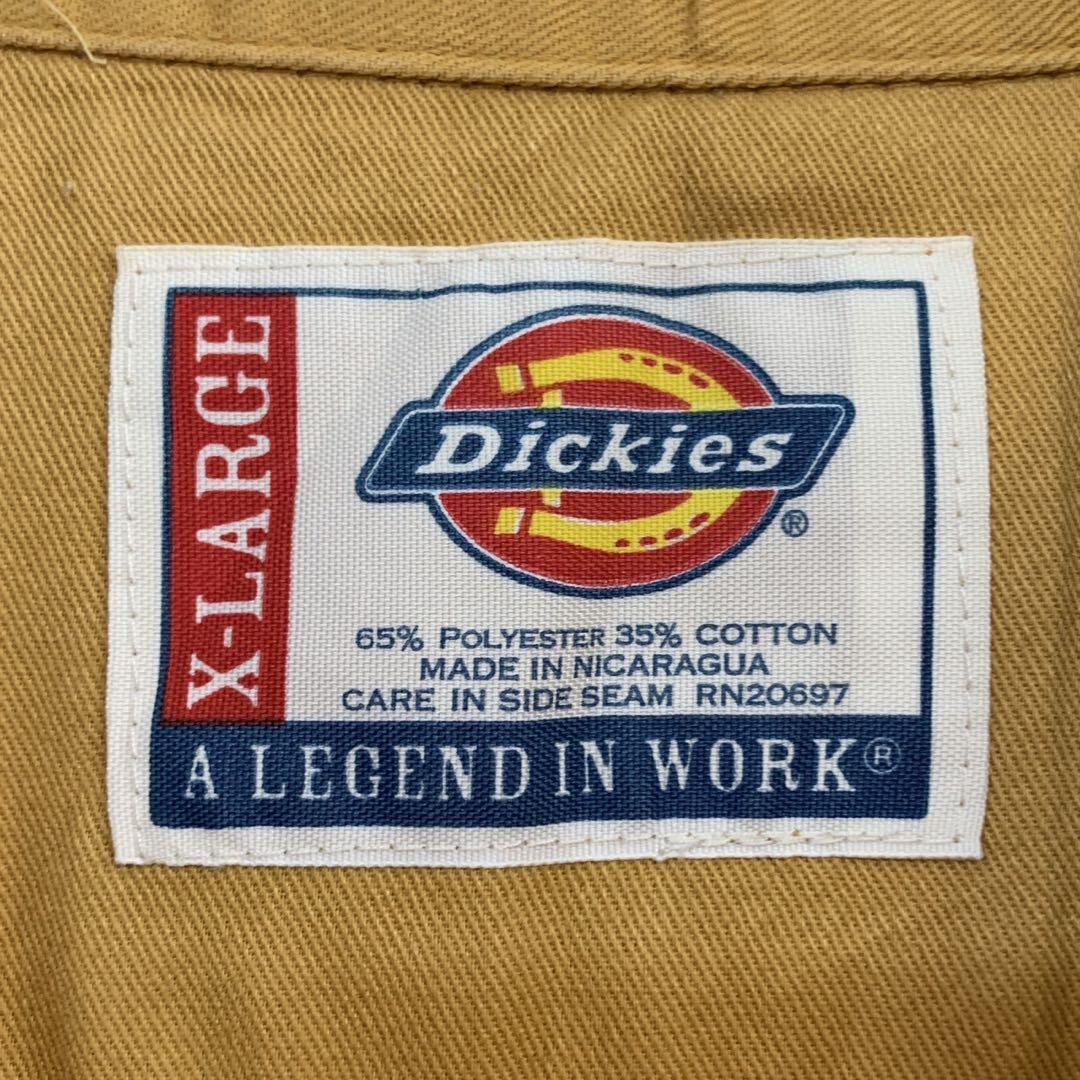 X-LARGE
Dickies®
65% POLYESTER 35% COTTON
MADE IN NICARAGUA
CARE IN SIDE SEAM RN20697
A LEGEND IN WORK®